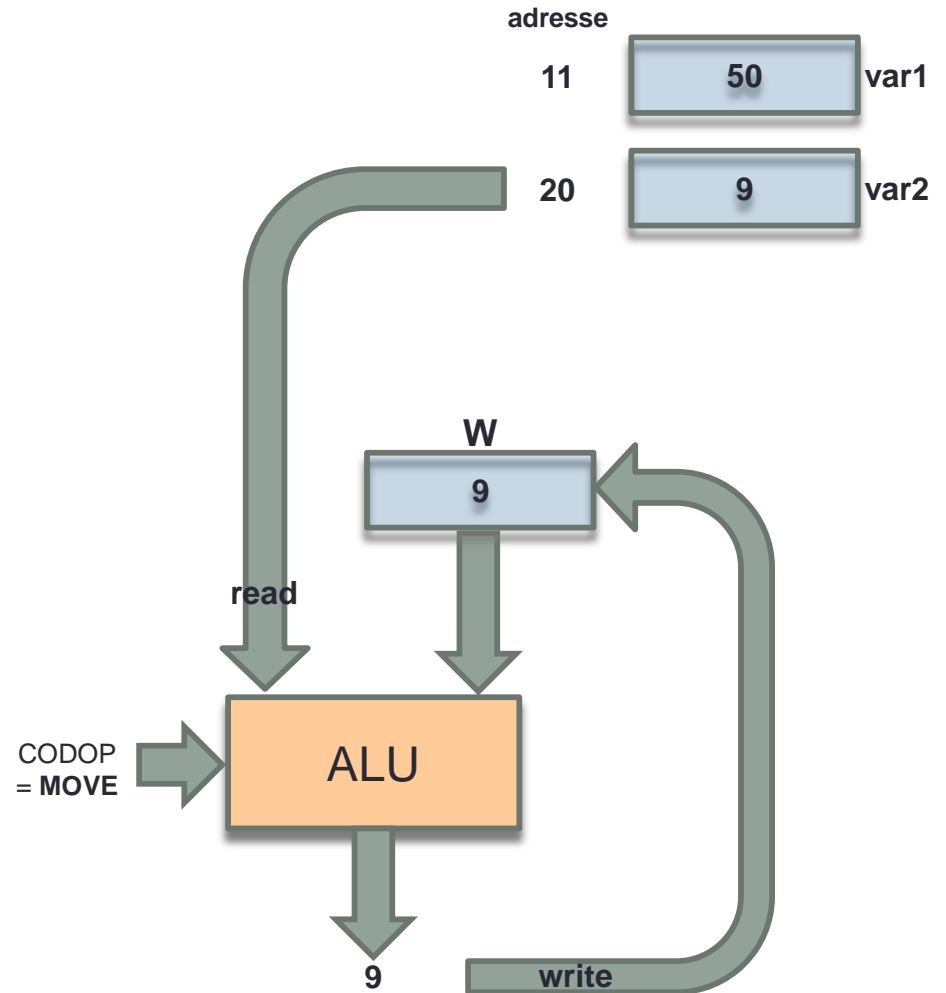 adresse
11 50 var1
20 9 var2
W
9
read
CODOP
= MOVE
ALU
9 write